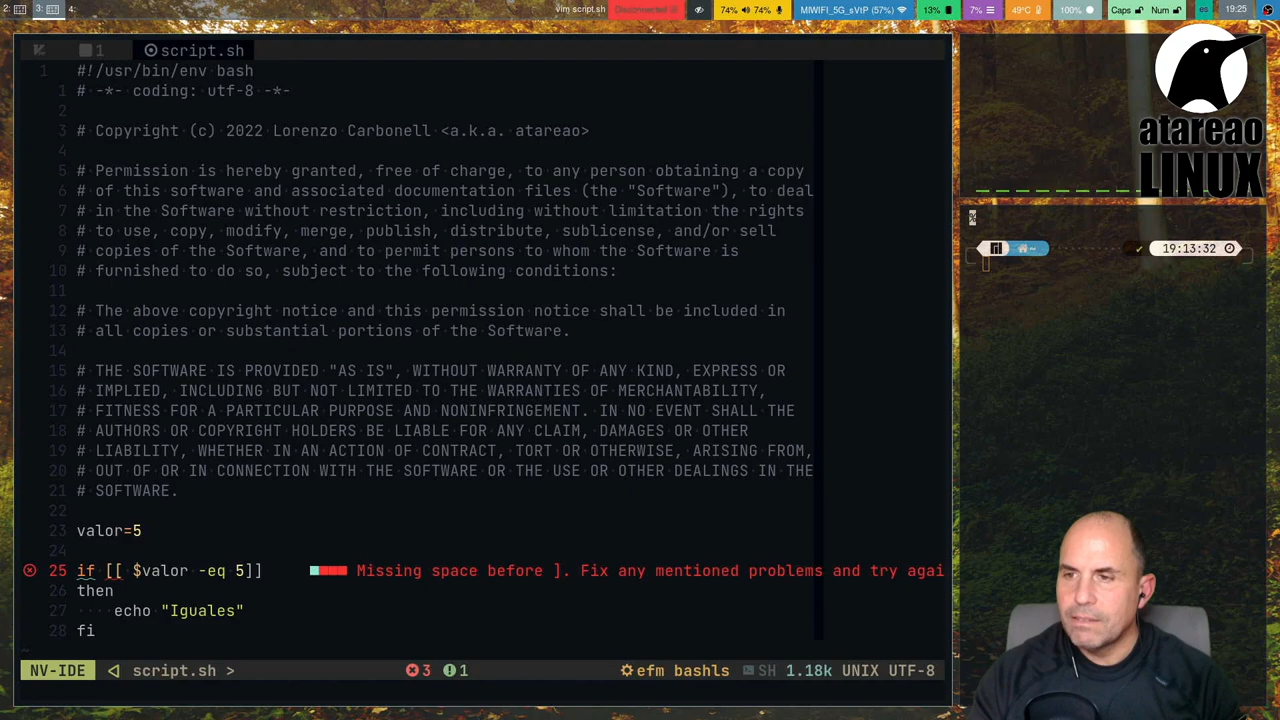 2:
3:
4:
vim script.sh
Disconnected
74%
74%
MIWIFI_5G_sVtP (57%)
13%
7%
49°C
100%
Caps
Num
es
19:25
1
script.sh
1 #!/usr/bin/env bash
1 # -*- coding: utf-8 -*-
2
3 # Copyright (c) 2022 Lorenzo Carbonell <a.k.a. atareao>
4
5 # Permission is hereby granted, free of charge, to any person obtaining a copy
6 # of this software and associated documentation files (the "Software"), to deal
7 # in the Software without restriction, including without limitation the rights
8 # to use, copy, modify, merge, publish, distribute, sublicense, and/or sell
9 # copies of the Software, and to permit persons to whom the Software is
10 # furnished to do so, subject to the following conditions:
11
12 # The above copyright notice and this permission notice shall be included in
13 # all copies or substantial portions of the Software.
14
15 # THE SOFTWARE IS PROVIDED "AS IS", WITHOUT WARRANTY OF ANY KIND, EXPRESS OR
16 # IMPLIED, INCLUDING BUT NOT LIMITED TO THE WARRANTIES OF MERCHANTABILITY,
17 # FITNESS FOR A PARTICULAR PURPOSE AND NONINFRINGEMENT. IN NO EVENT SHALL THE
18 # AUTHORS OR COPYRIGHT HOLDERS BE LIABLE FOR ANY CLAIM, DAMAGES OR OTHER
19 # LIABILITY, WHETHER IN AN ACTION OF CONTRACT, TORT OR OTHERWISE, ARISING FROM,
20 # OUT OF OR IN CONNECTION WITH THE SOFTWARE OR THE USE OR OTHER DEALINGS IN THE
21 # SOFTWARE.
22
23 valor=5
24
25 if [[ $valor -eq 5]] Missing space before ]. Fix any mentioned problems and try agai
26 then
27 echo "Iguales"
28 fi
NV-IDE script.sh > 3 1 efm bashls SH 1.18k UNIX UTF-8
atareao
LINUX
%
~
19:13:32